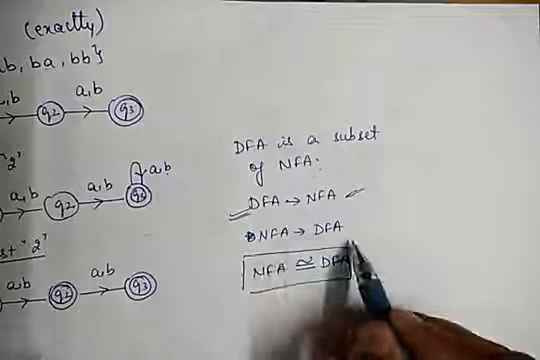 (exactly)
b, ba, bb}
a,b a,b
q2 q3
DFA is a subset
of NFA.
"2"
a,b
a,b a,b
q2 q3
DFA → NFA
NFA → DFA
st "2"
NFA ≅ DFA
a,b a,b
q2 q3